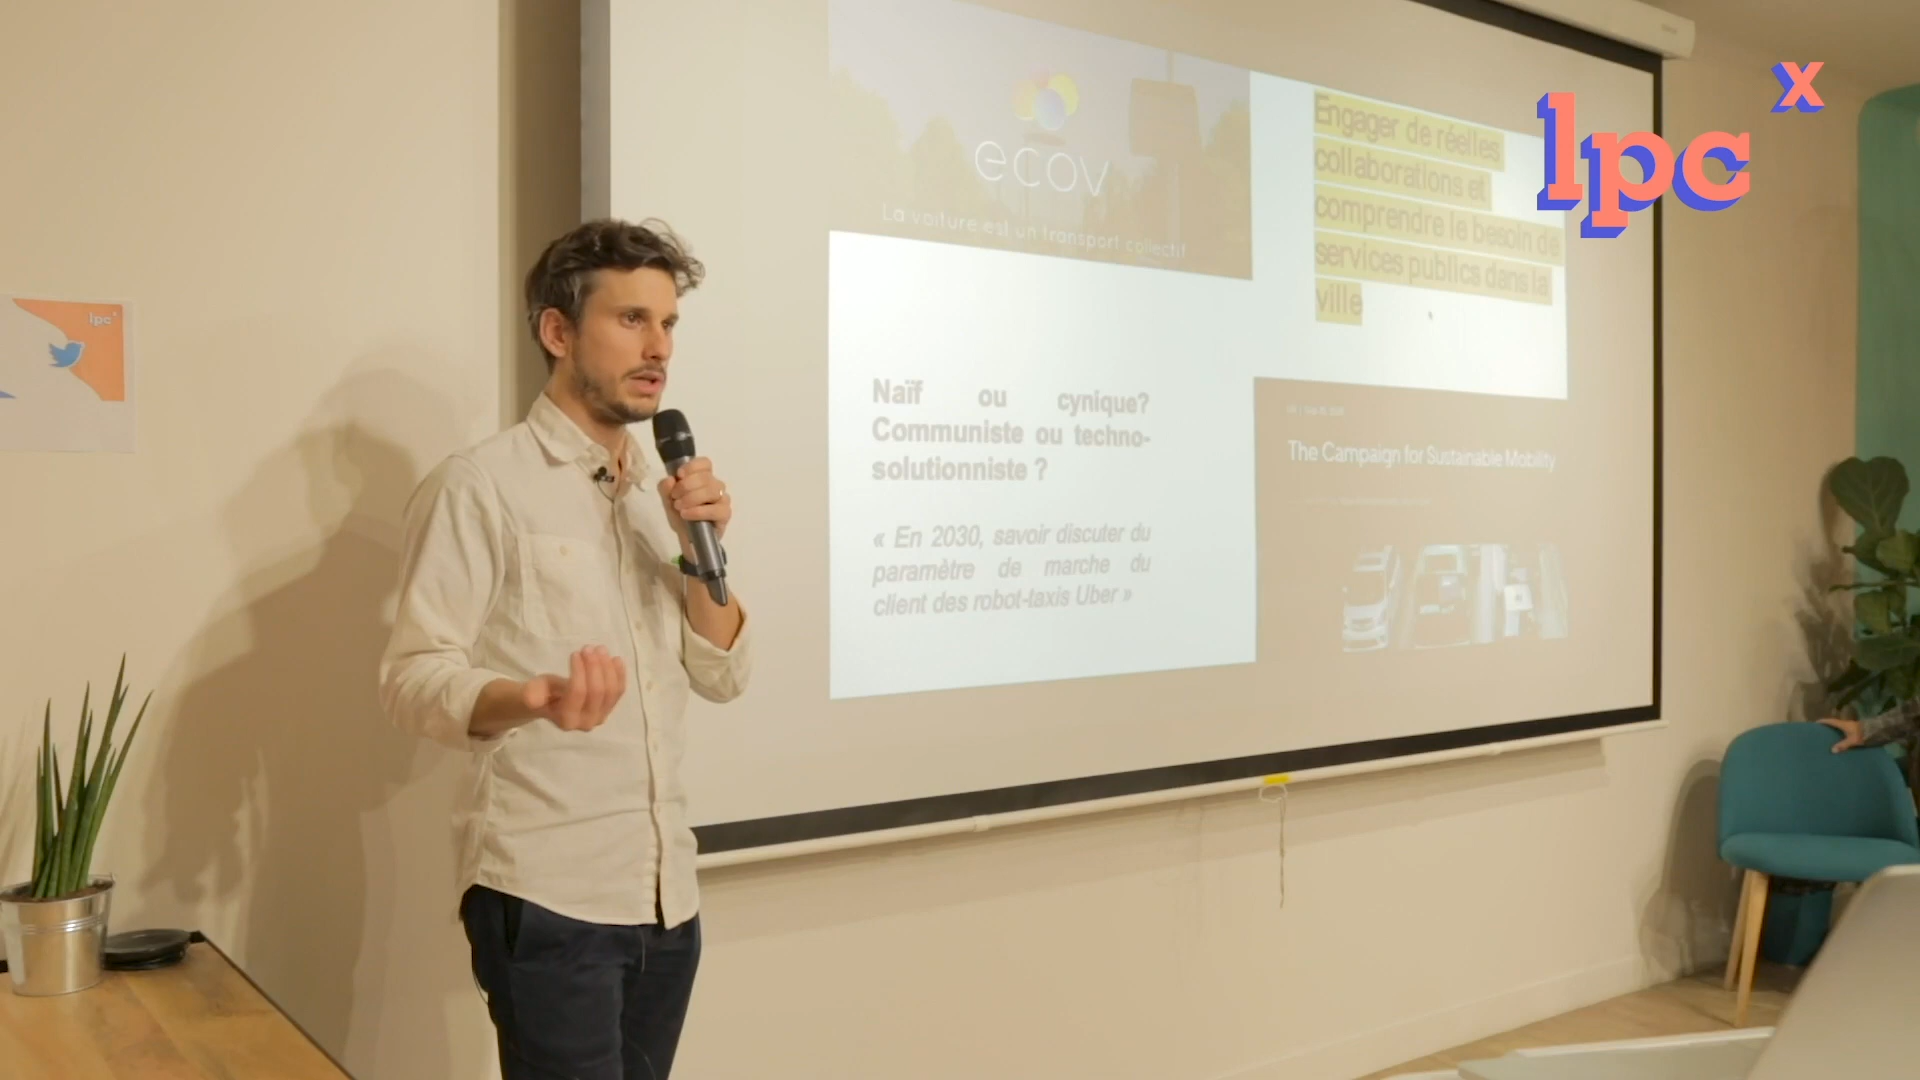 lpc x
ecov
La voiture est un transport collectif
Engager de réelles
collaborations et
comprendre le besoin de
services publics dans la
ville
Naïf ou cynique?
Communiste ou techno-
solutionniste ?
« En 2030, savoir discuter du
paramètre de marche du
client des robot-taxis Uber »
The Campaign for Sustainable Mobility
lpc x